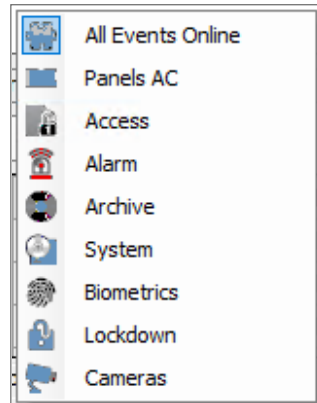 All Events Online
Panels AC
Access
Alarm
Archive
System
Biometrics
Lockdown
Cameras